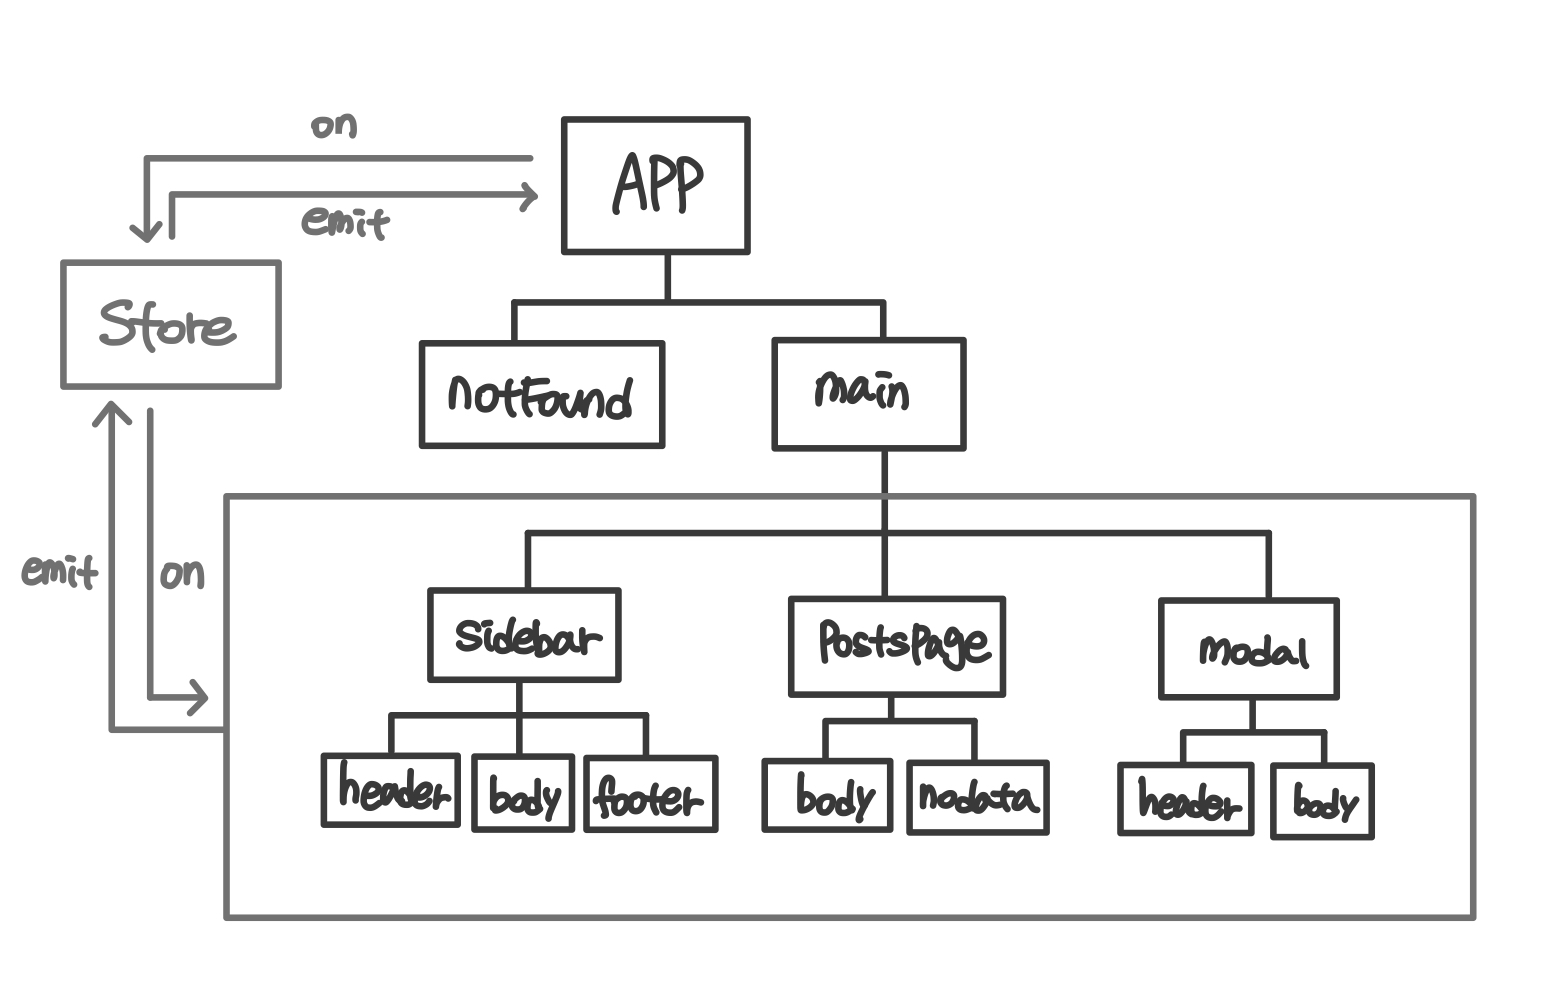 on
APP
emit
Store
notFound
main
emit
on
sidebar
PostsPage
modal
header
body
footer
body
nodata
header
body